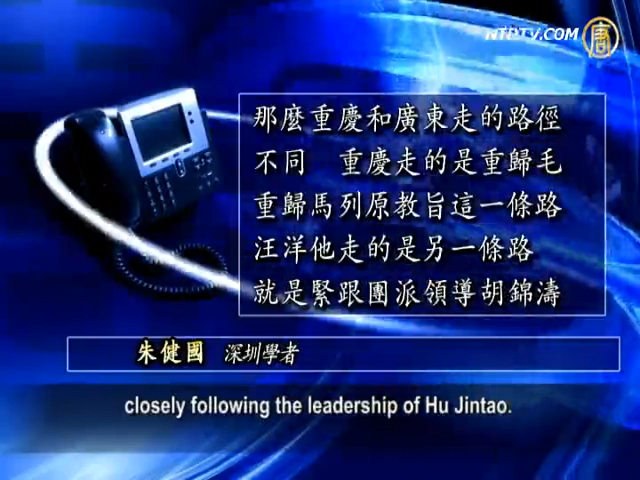 NTDTV.COM
唐
那麼重慶和廣東走的路徑
不同　重慶走的是重歸毛
重歸馬列原教旨這一條路
汪洋他走的是另一條路
就是緊跟團派領導胡錦濤
朱健國　深圳學者
closely following the leadership of Hu Jintao.